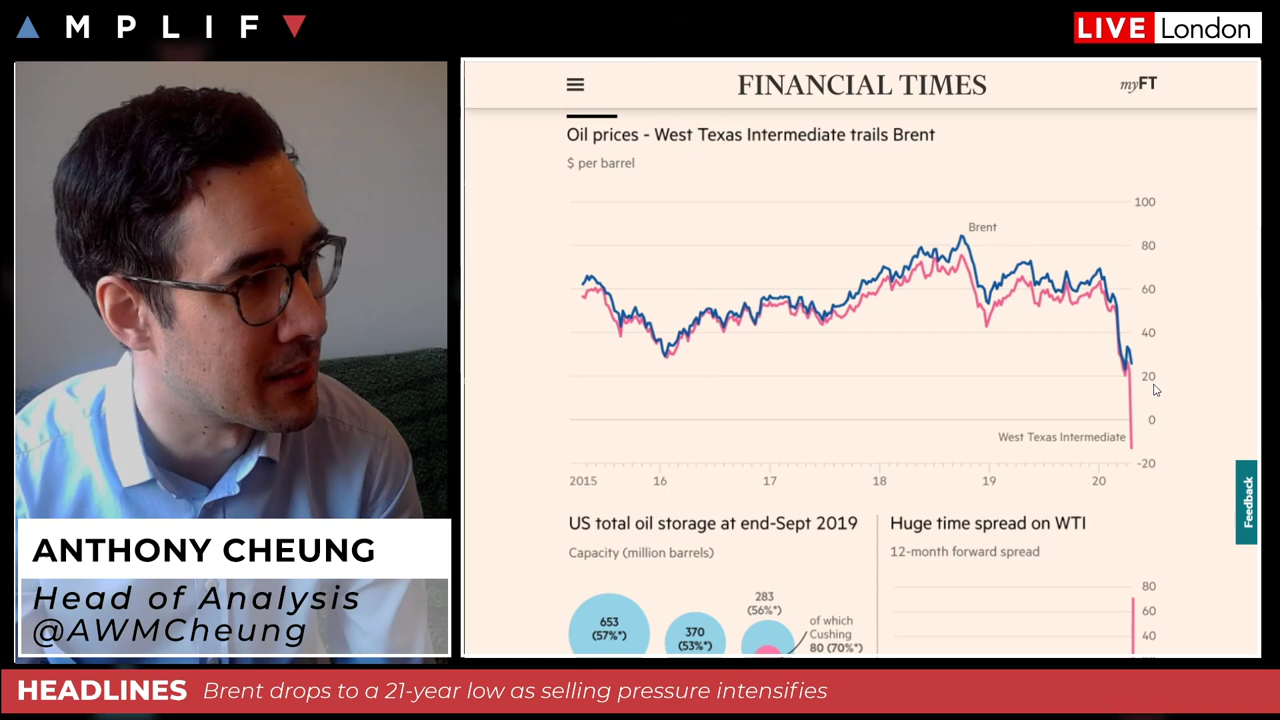 AMPLIFY
LIVE London
FINANCIAL TIMES
myFT
Oil prices - West Texas Intermediate trails Brent
$ per barrel
100
Brent
80
60
40
20
0
West Texas Intermediate
-20
2015 16 17 18 19 20
Feedback
US total oil storage at end-Sept 2019
Capacity (million barrels)
653
(57%*)
370
(53%*)
283
(56%*)
of which
Cushing
80 (70%*)
Huge time spread on WTI
12-month forward spread
80
60
40
ANTHONY CHEUNG
Head of Analysis
@AWMCheung
HEADLINES Brent drops to a 21-year low as selling pressure intensifies